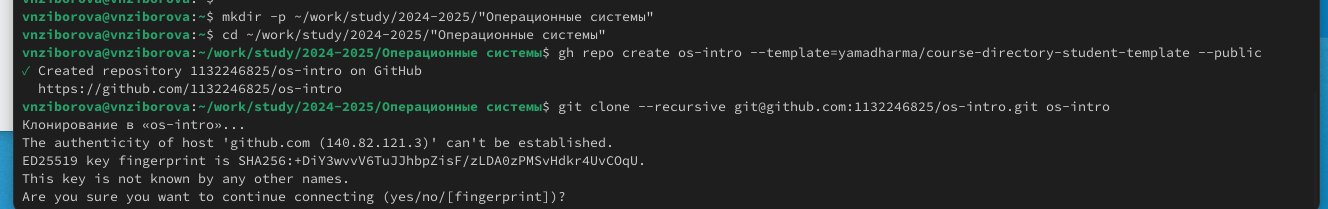 vnziborova@vnziborova:~$ mkdir -p ~/work/study/2024-2025/"Операционные системы"
vnziborova@vnziborova:~$ cd ~/work/study/2024-2025/"Операционные системы"
vnziborova@vnziborova:~/work/study/2024-2025/Операционные системы$ gh repo create os-intro --template=yamadharma/course-directory-student-template --public
✓ Created repository 1132246825/os-intro on GitHub
https://github.com/1132246825/os-intro
vnziborova@vnziborova:~/work/study/2024-2025/Операционные системы$ git clone --recursive git@github.com:1132246825/os-intro.git os-intro
Клонирование в «os-intro»...
The authenticity of host 'github.com (140.82.121.3)' can't be established.
ED25519 key fingerprint is SHA256:+DiY3wvvV6TuJJhbpZisF/zLDA0zPMSvHdkr4UvCOqU.
This key is not known by any other names.
Are you sure you want to continue connecting (yes/no/[fingerprint])?